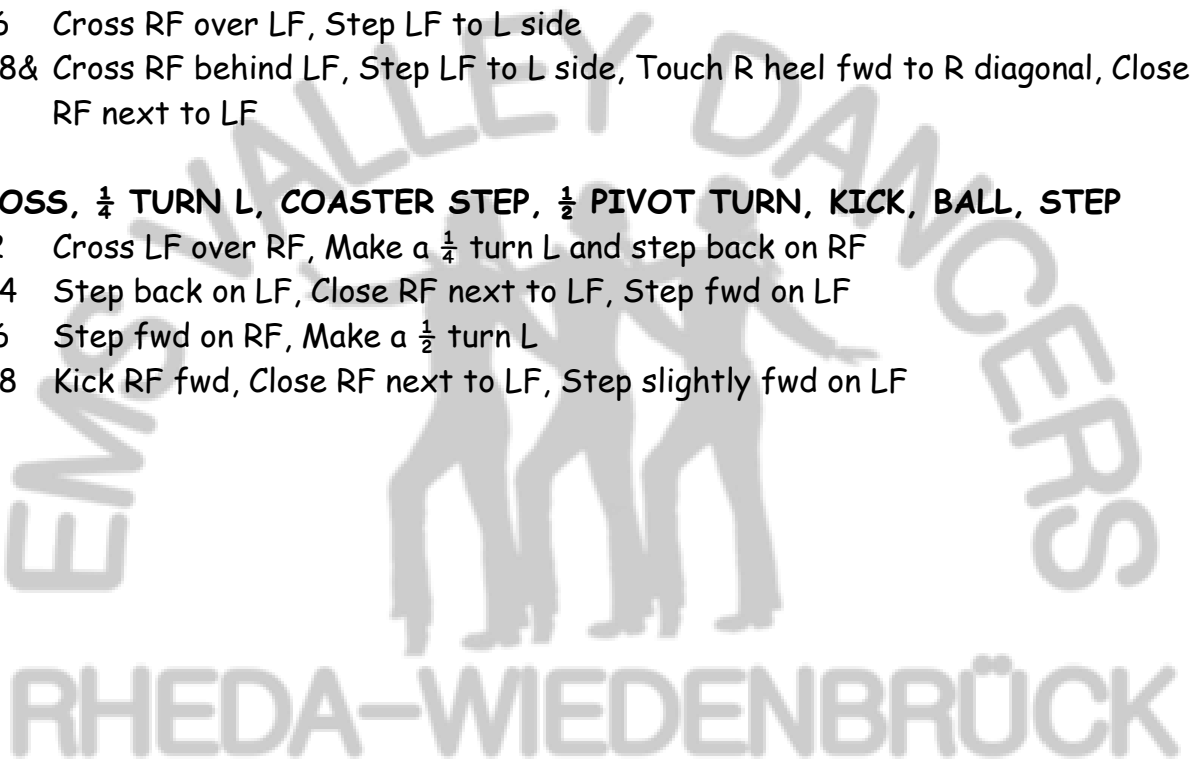 6 Cross RF over LF, Step LF to L side
8& Cross RF behind LF, Step LF to L side, Touch R heel fwd to R diagonal, Close
RF next to LF
OSS, ¼ TURN L, COASTER STEP, ½ PIVOT TURN, KICK, BALL, STEP
2 Cross LF over RF, Make a ¼ turn L and step back on RF
4 Step back on LF, Close RF next to LF, Step fwd on LF
6 Step fwd on RF, Make a ½ turn L
8 Kick RF fwd, Close RF next to LF, Step slightly fwd on LF
EMS VALLEY DANCERS
RHEDA-WIEDENBRÜCK